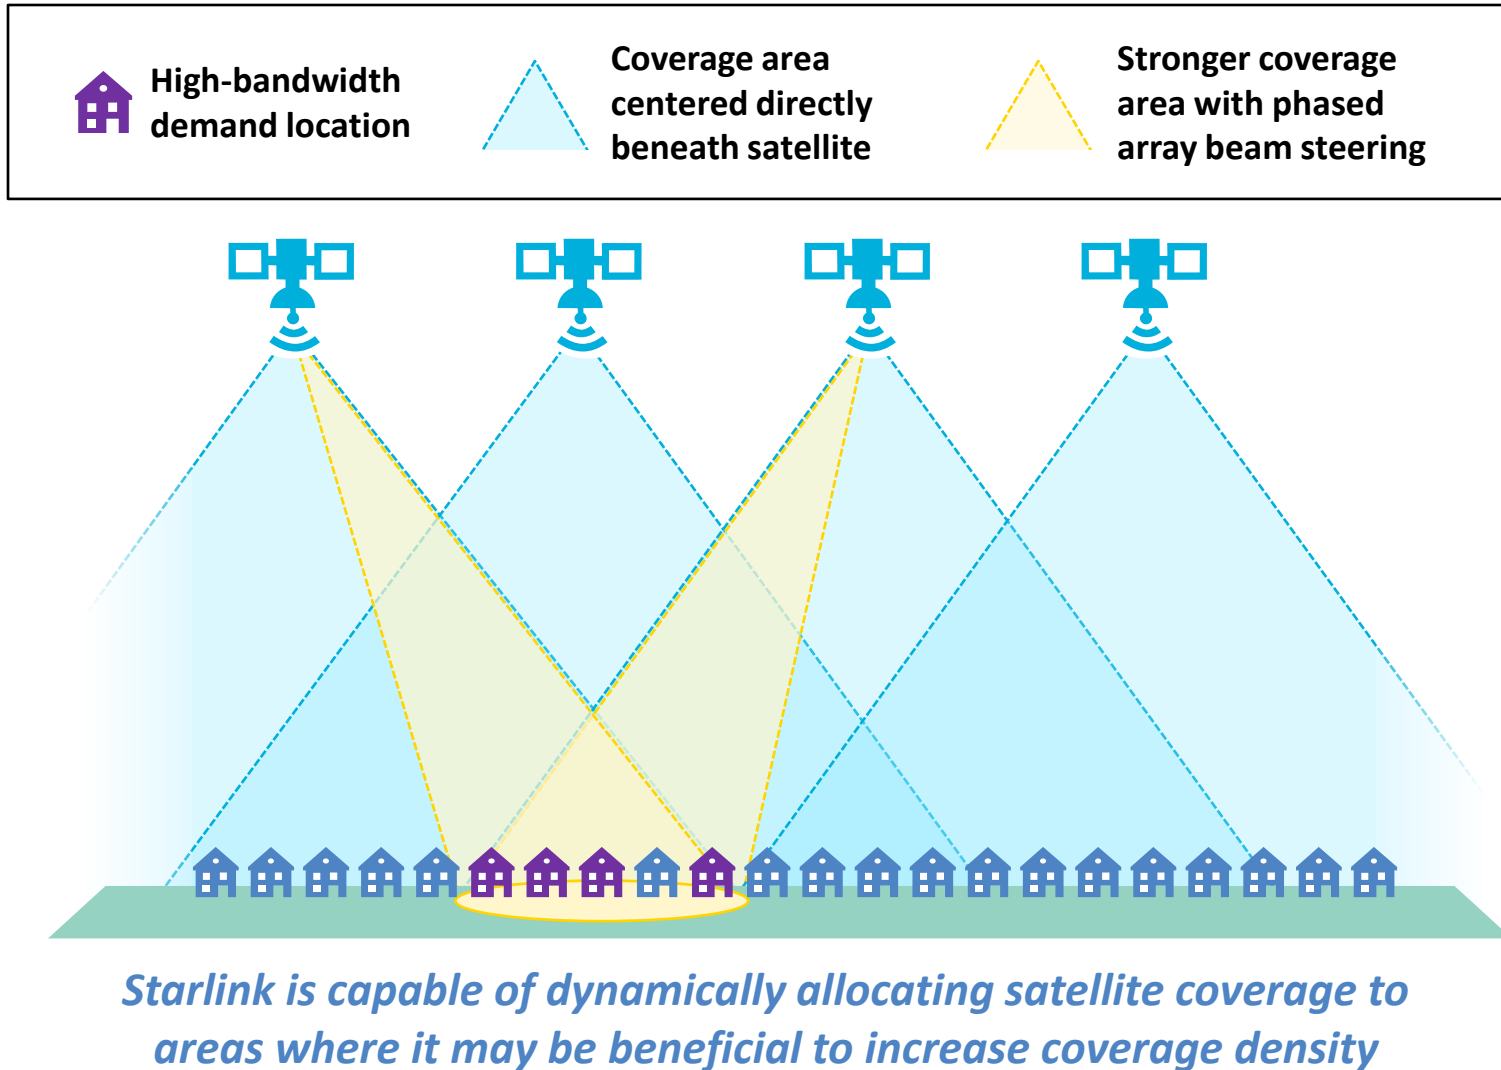 High-bandwidth
demand location
Coverage area
centered directly
beneath satellite
Stronger coverage
area with phased
array beam steering
Starlink is capable of dynamically allocating satellite coverage to
areas where it may be beneficial to increase coverage density